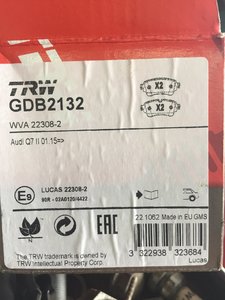 X2 X2
TRW
GDB2132
WVA 22308-2
Audi Q7 II 01.15=>
E9
LUCAS 22308-2
90R - 02A0120/4422
EAC
22.1062 Made in EU GMS
The TRW trademark is owned by
TRW Intellectual Property Corp.
3 322938 323684
Lucas